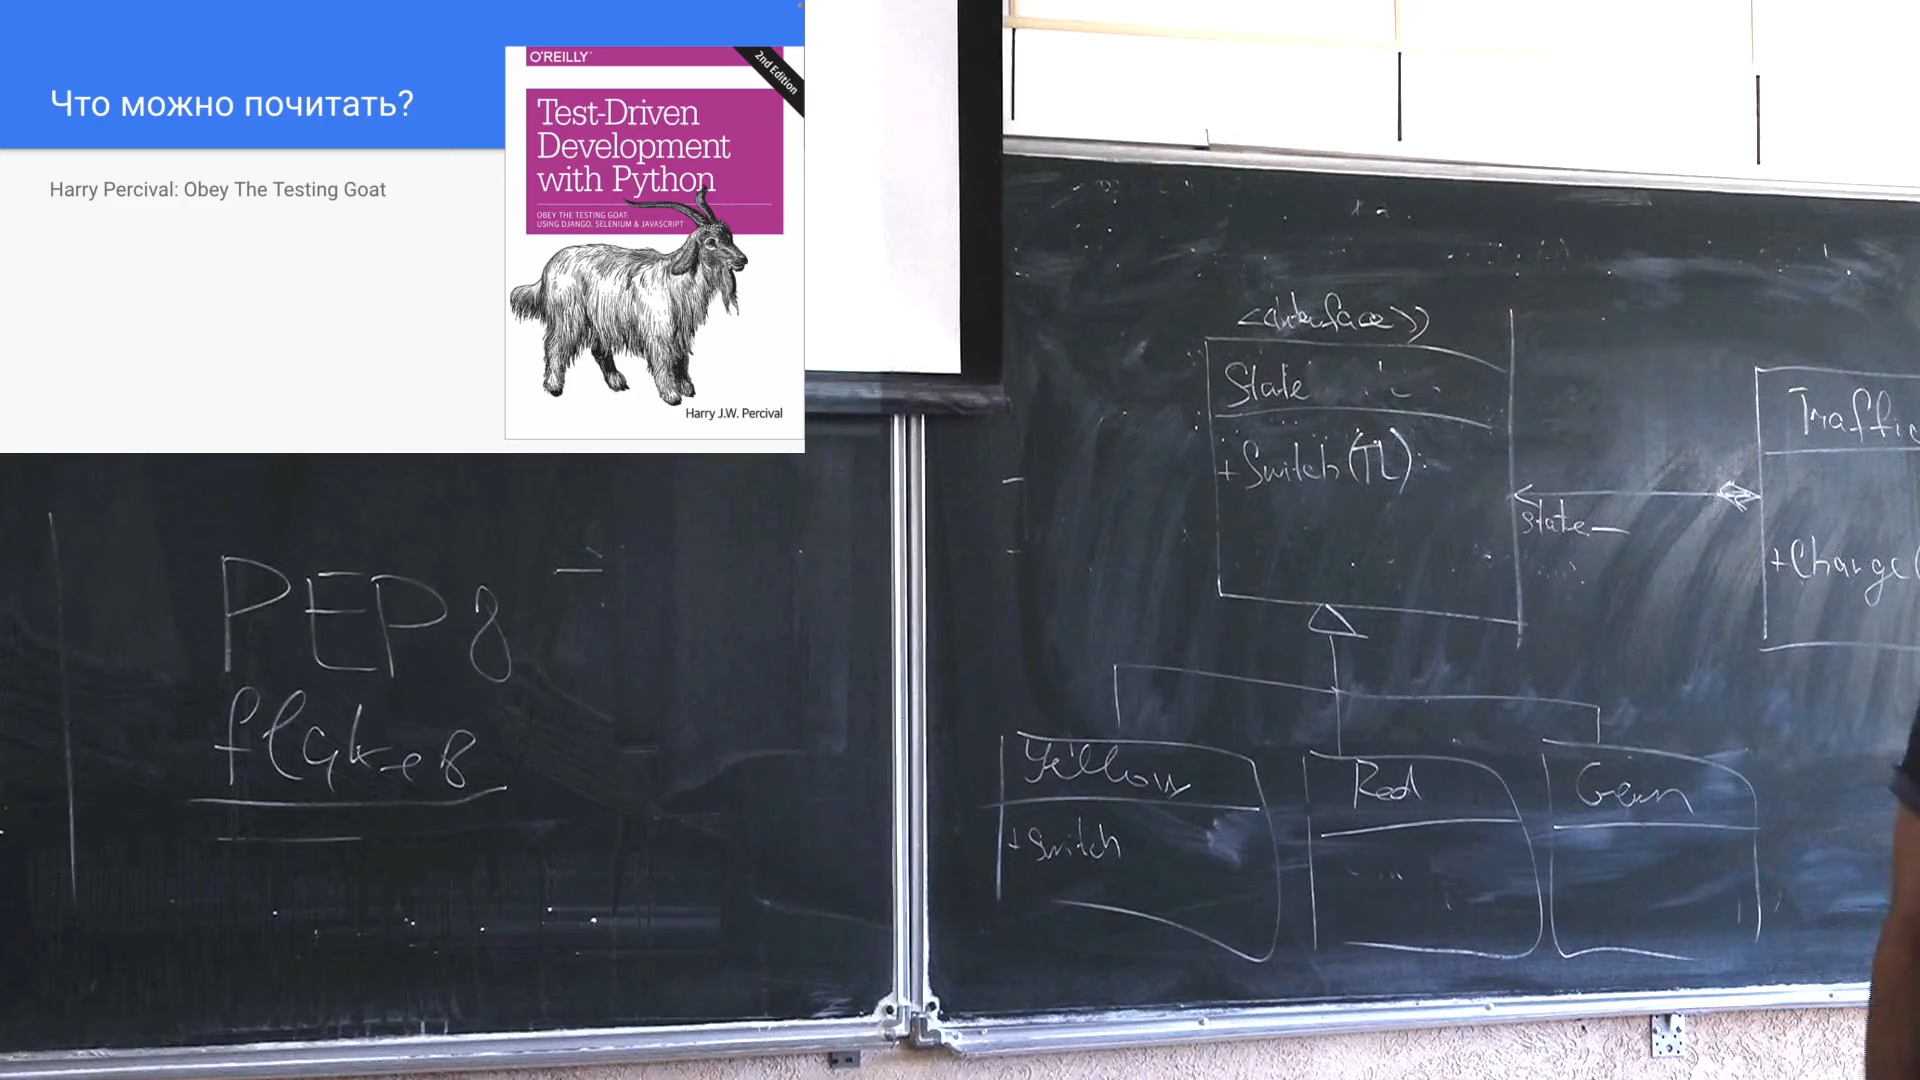 Что можно почитать?
Harry Percival: Obey The Testing Goat
O'REILLY
2nd Edition
Test-Driven
Development
with Python
OBEY THE TESTING GOAT:
USING DJANGO, SELENIUM & JAVASCRIPT
Harry J.W. Percival
PEP8
flake8
<<interface>>
State
+ Switch (TL)
state
Traffic
+Change(
Yellow
+ Switch
Red
Green